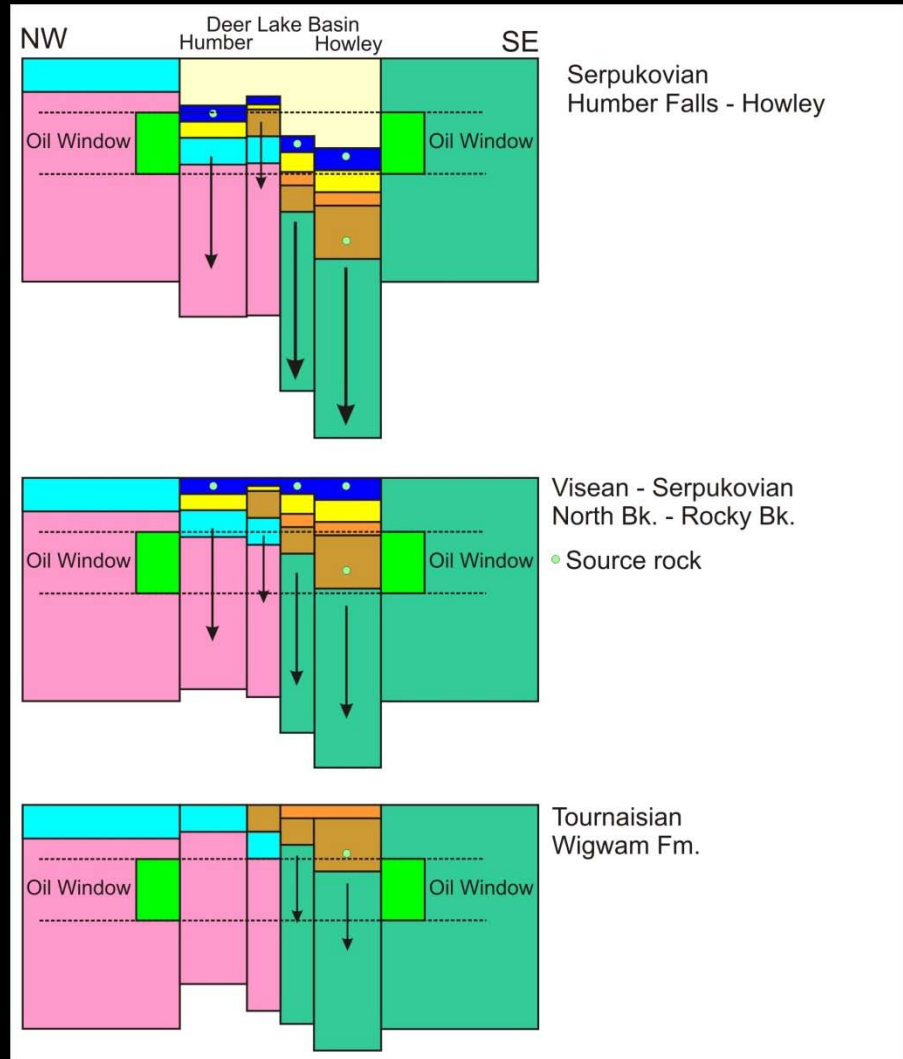 Deer Lake Basin
NW Humber Howley SE
Serpukovian
Humber Falls - Howley
Oil Window Oil Window
Visean - Serpukovian
North Bk. - Rocky Bk.
Source rock
Oil Window Oil Window
Tournaisian
Wigwam Fm.
Oil Window Oil Window